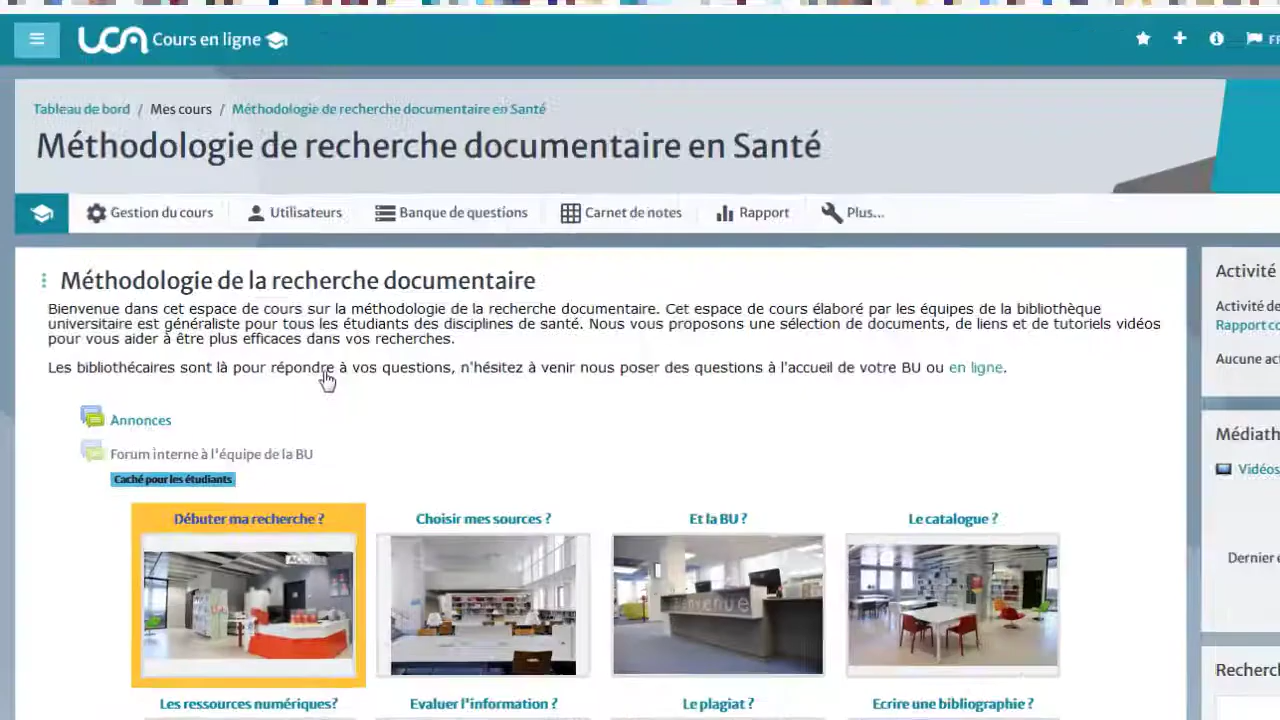 UCA Cours en ligne
FR
Tableau de bord / Mes cours / Méthodologie de recherche documentaire en Santé
Méthodologie de recherche documentaire en Santé
Gestion du cours
Utilisateurs
Banque de questions
Carnet de notes
Rapport
Plus...
Méthodologie de la recherche documentaire
Bienvenue dans cet espace de cours sur la méthodologie de la recherche documentaire. Cet espace de cours élaboré par les équipes de la bibliothèque
universitaire est généraliste pour tous les étudiants des disciplines de santé. Nous vous proposons une sélection de documents, de liens et de tutoriels vidéos
pour vous aider à être plus efficaces dans vos recherches.
Les bibliothécaires sont là pour répondre à vos questions, n'hésitez à venir nous poser des questions à l'accueil de votre BU ou en ligne.
Annonces
Forum interne à l'équipe de la BU
Caché pour les étudiants
Débuter ma recherche ?
Choisir mes sources ?
Et la BU ?
Le catalogue ?
Bienvenue
Les ressources numériques?
Evaluer l'information ?
Le plagiat ?
Ecrire une bibliographie ?
Activité
Activité de
Rapport co
Aucune ac
Médiath
Vidéos
Dernier e
Recherch